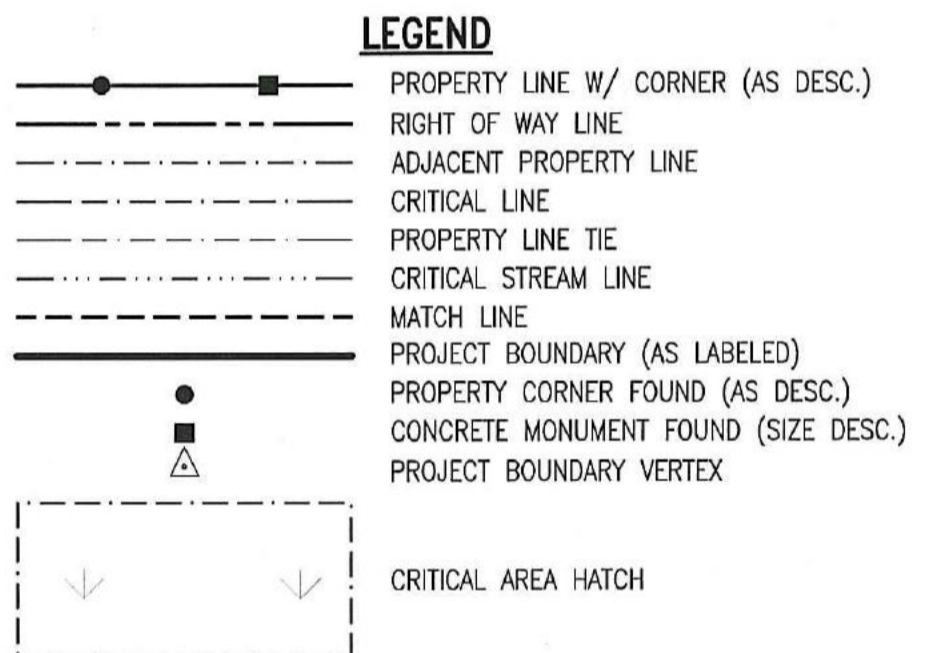 LEGEND
PROPERTY LINE W/ CORNER (AS DESC.)
RIGHT OF WAY LINE
ADJACENT PROPERTY LINE
CRITICAL LINE
PROPERTY LINE TIE
CRITICAL STREAM LINE
MATCH LINE
PROJECT BOUNDARY (AS LABELED)
PROPERTY CORNER FOUND (AS DESC.)
CONCRETE MONUMENT FOUND (SIZE DESC.)
PROJECT BOUNDARY VERTEX
CRITICAL AREA HATCH